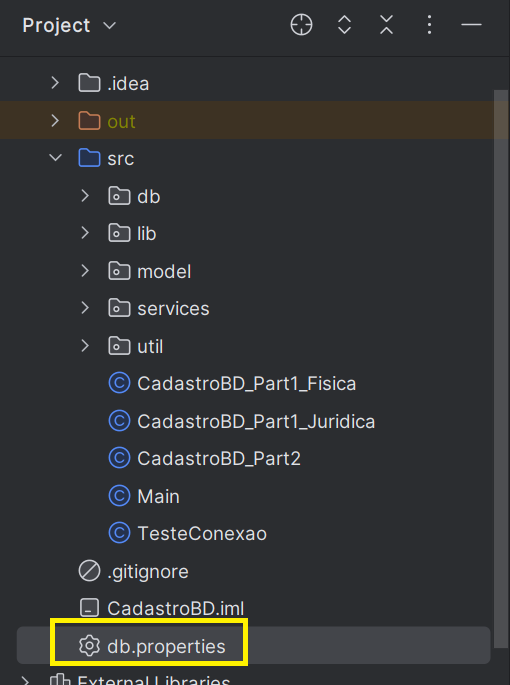 Project
.idea
out
src
db
lib
model
services
util
CadastroBD_Part1_Fisica
CadastroBD_Part1_Juridica
CadastroBD_Part2
Main
TesteConexao
.gitignore
CadastroBD.iml
db.properties
External Libraries